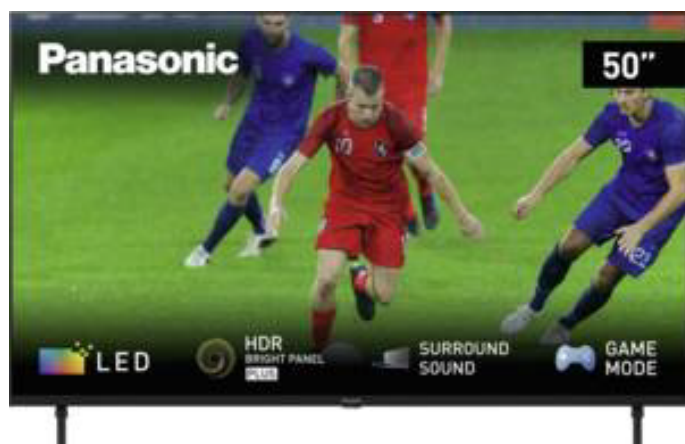 Panasonic
50”
LED
HDR
BRIGHT PANEL
PLUS
SURROUND
SOUND
GAME
MODE